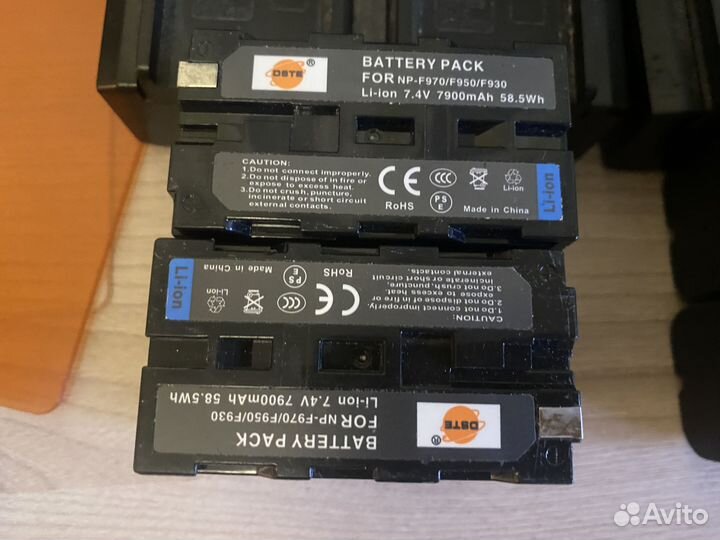 DSTE ®
BATTERY PACK
FOR NP-F970/F950/F930
Li-ion 7.4V 7900mAh 58.5Wh
CAUTION:
1.Do not connect improperly.
2.Do not dispose of in fire or
expose to excess heat.
3.Do not crush, puncture,
incinerate or short circuit
external contacts.
CE
RoHS
PSE
Li-ion
Made in China
Li-ion
Li-ion
Made in China
Li-ion
CCC
PSE
RoHS
1.Do not connect improperly.
2.Do not dispose of in fire or
expose to excess heat.
3.Do not crush, puncture,
incinerate or short circuit
external contacts.
BATTERY PACK
FOR NP-F970/F950/F930
Li-ion 7.4V 7900mAh 58.5Wh
DSTE ®
Avito